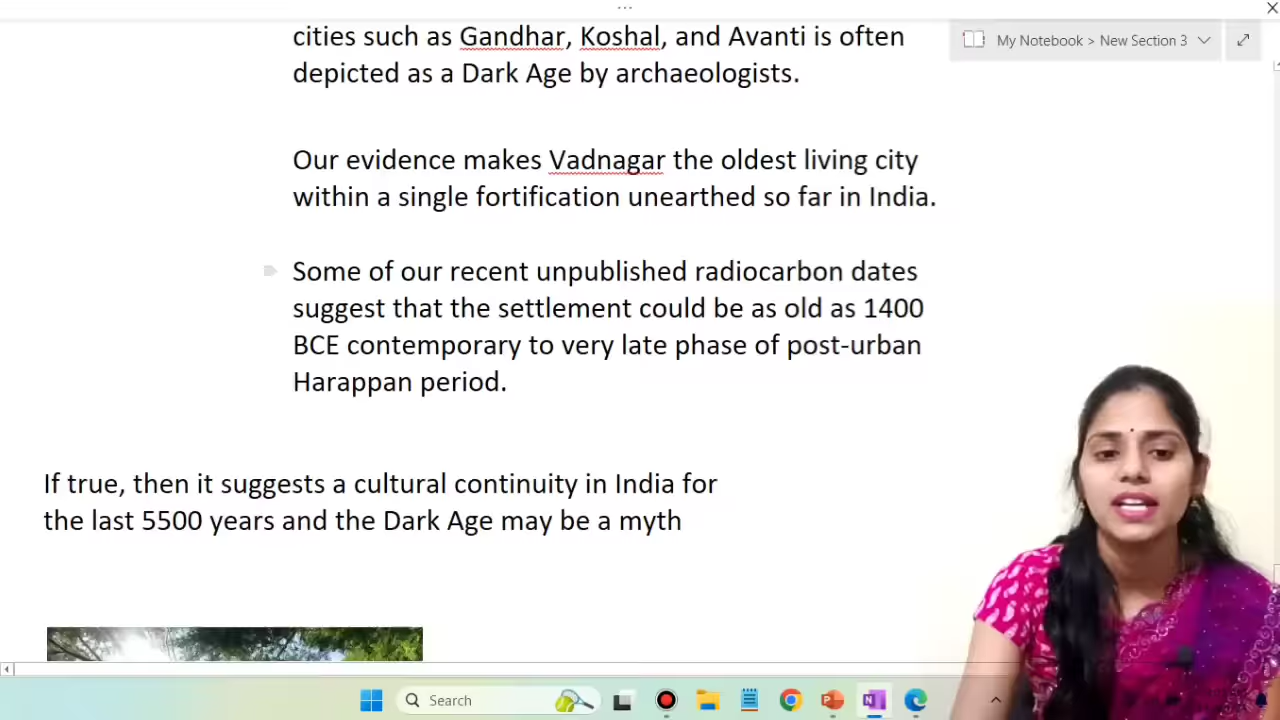 cities such as Gandhar, Koshal, and Avanti is often
My Notebook > New Section 3
depicted as a Dark Age by archaeologists.
Our evidence makes Vadnagar the oldest living city
within a single fortification unearthed so far in India.
Some of our recent unpublished radiocarbon dates
suggest that the settlement could be as old as 1400
BCE contemporary to very late phase of post-urban
Harappan period.
If true, then it suggests a cultural continuity in India for
the last 5500 years and the Dark Age may be a myth
Search